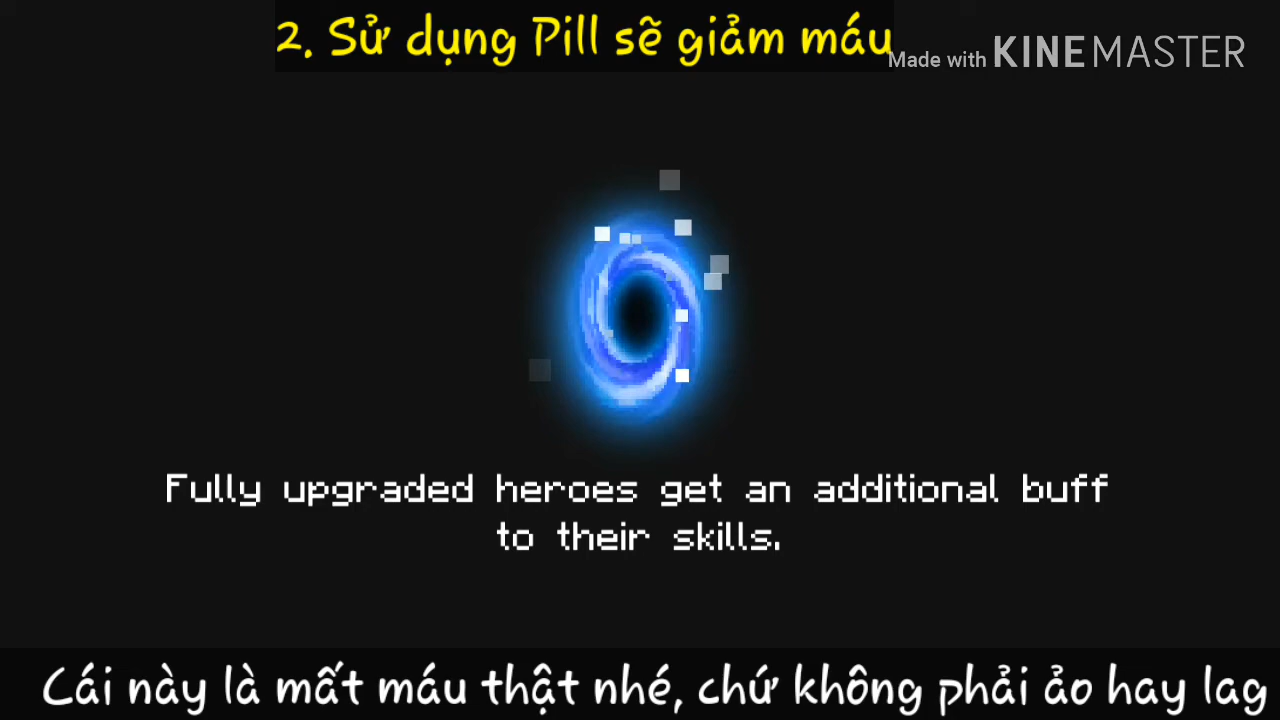 2. Sử dụng Pill sẽ giảm máu
Made with KINEMASTER
Fully upgraded heroes get an additional buff
to their skills.
Cái này là mất máu thật nhé, chứ không phải ảo hay lag